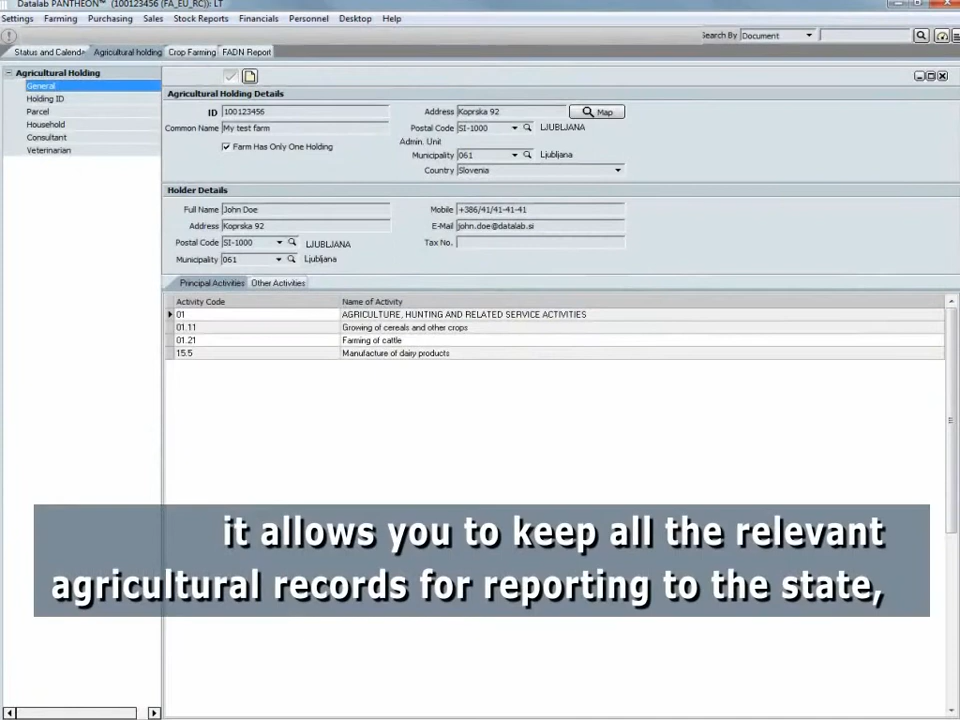 Datalab PANTHEON™ (100123456 (FA_EU_RC)): LT
Settings Farming Purchasing Sales Stock Reports Financials Personnel Desktop Help
Search By Document
Status and Calenda Agricultural holding Crop Farming FADN Report
Agricultural Holding
General
Holding ID
Parcel
Household
Consultant
Veterinarian
Agricultural Holding Details
ID 100123456 Address Koprska 92 Map
Common Name My test farm Postal Code SI-1000 LJUBLJANA
Farm Has Only One Holding Admin. Unit
Municipality 061 Ljubljana
Country Slovenia
Holder Details
Full Name John Doe Mobile +386/41/41-41-41
Address Koprska 92 E-Mail john.doe@datalab.si
Postal Code SI-1000 LJUBLJANA Tax No.
Municipality 061 Ljubljana
Principal Activities Other Activities
Activity Code Name of Activity
01 AGRICULTURE, HUNTING AND RELATED SERVICE ACTIVITIES
01.11 Growing of cereals and other crops
01.21 Farming of cattle
15.5 Manufacture of dairy products
it allows you to keep all the relevant
agricultural records for reporting to the state,